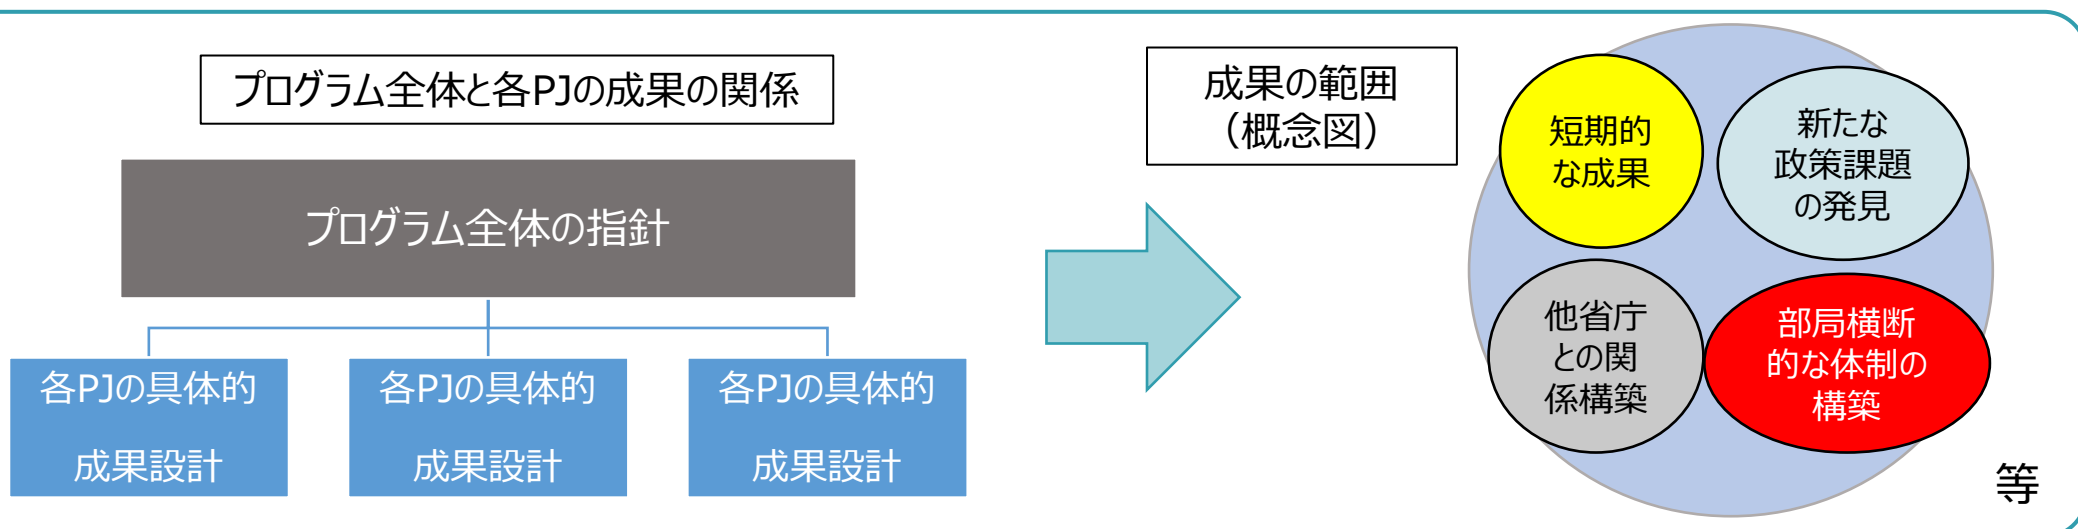 プログラム全体と各PJの成果の関係
プログラム全体の指針
各PJの具体的
成果設計
各PJの具体的
成果設計
各PJの具体的
成果設計
成果の範囲
（概念図）
短期的
な成果
新たな
政策課題
の発見
他省庁
との関
係構築
部局横断
的な体制の
構築
等